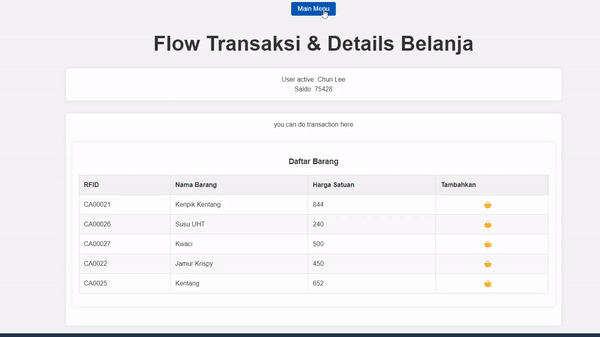 Main Menu
Flow Transaksi & Details Belanja
User active: Chun Lee
Saldo: 75428
you can do transaction here
Daftar Barang
RFID Nama Barang Harga Satuan Tambahkan
CA00021 Keripik Kentang 844
CA00026 Susu UHT 240
CA00027 Kwaci 500
CA0022 Jamur Krispy 450
CA0025 Kentang 652